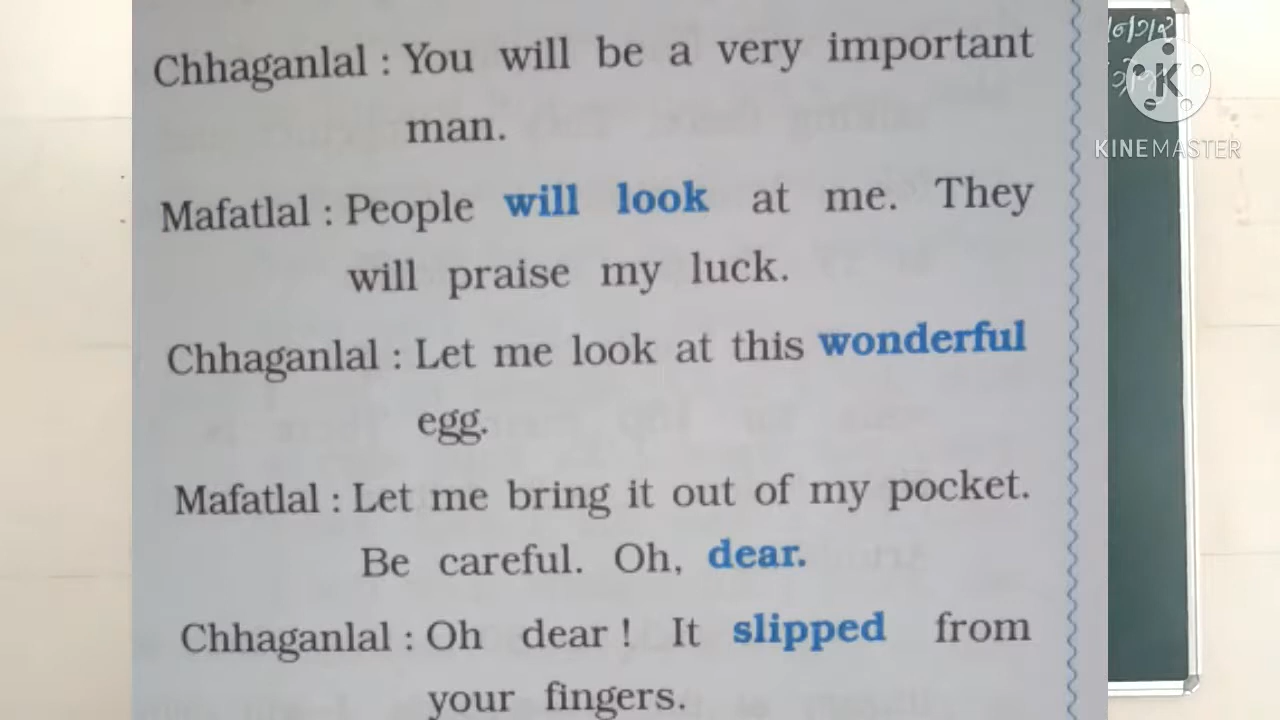 Chhaganlal : You will be a very important
man.
Mafatlal : People will look at me. They
will praise my luck.
Chhaganlal : Let me look at this wonderful
egg.
Mafatlal : Let me bring it out of my pocket.
Be careful. Oh, dear.
Chhaganlal : Oh dear ! It slipped from
your fingers.
KINEMASTER